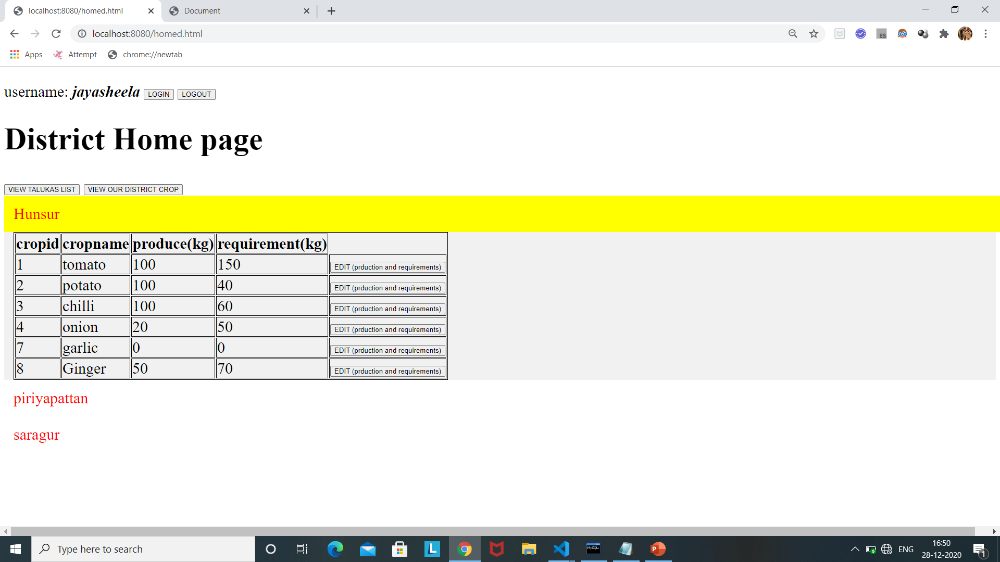 localhost:8080/homed.html
Document
localhost:8080/homed.html
Apps Attempt chrome://newtab
username: jayasheela LOGIN LOGOUT
District Home page
VIEW TALUKAS LIST VIEW OUR DISTRICT CROP
Hunsur
cropid cropname produce(kg) requirement(kg)
1 tomato 100 150 EDIT (prduction and requirements)
2 potato 100 40 EDIT (prduction and requirements)
3 chilli 100 60 EDIT (prduction and requirements)
4 onion 20 50 EDIT (prduction and requirements)
7 garlic 0 0 EDIT (prduction and requirements)
8 Ginger 50 70 EDIT (prduction and requirements)
piriyapattan
saragur
Type here to search
ENG
16:50
28-12-2020
1